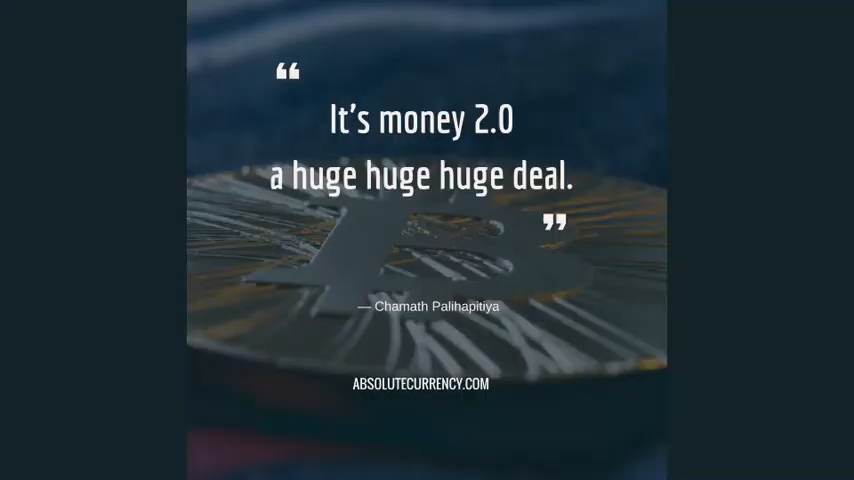 “
It’s money 2.0
a huge huge huge deal.
”
— Chamath Palihapitiya
ABSOLUTECURRENCY.COM